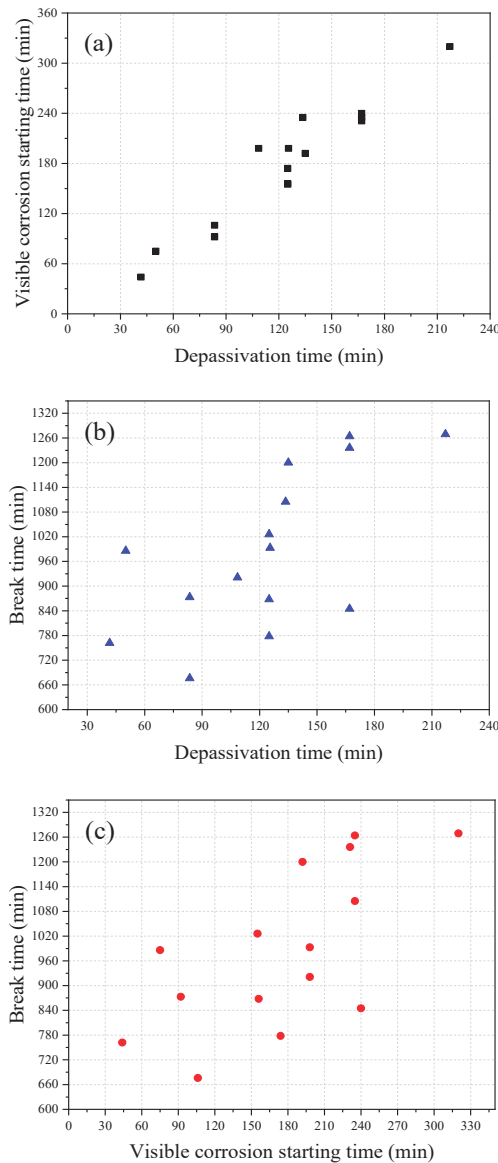 (a)
Visible corrosion starting time (min)
360
300
240
180
120
60
0
0 30 60 90 120 150 180 210 240
Depassivation time (min)
(b)
Break time (min)
1320
1260
1200
1140
1080
1020
960
900
840
780
720
660
600
30 60 90 120 150 180 210 240
Depassivation time (min)
(c)
Break time (min)
1320
1260
1200
1140
1080
1020
960
900
840
780
720
660
600
0 30 60 90 120 150 180 210 240 270 300 330
Visible corrosion starting time (min)